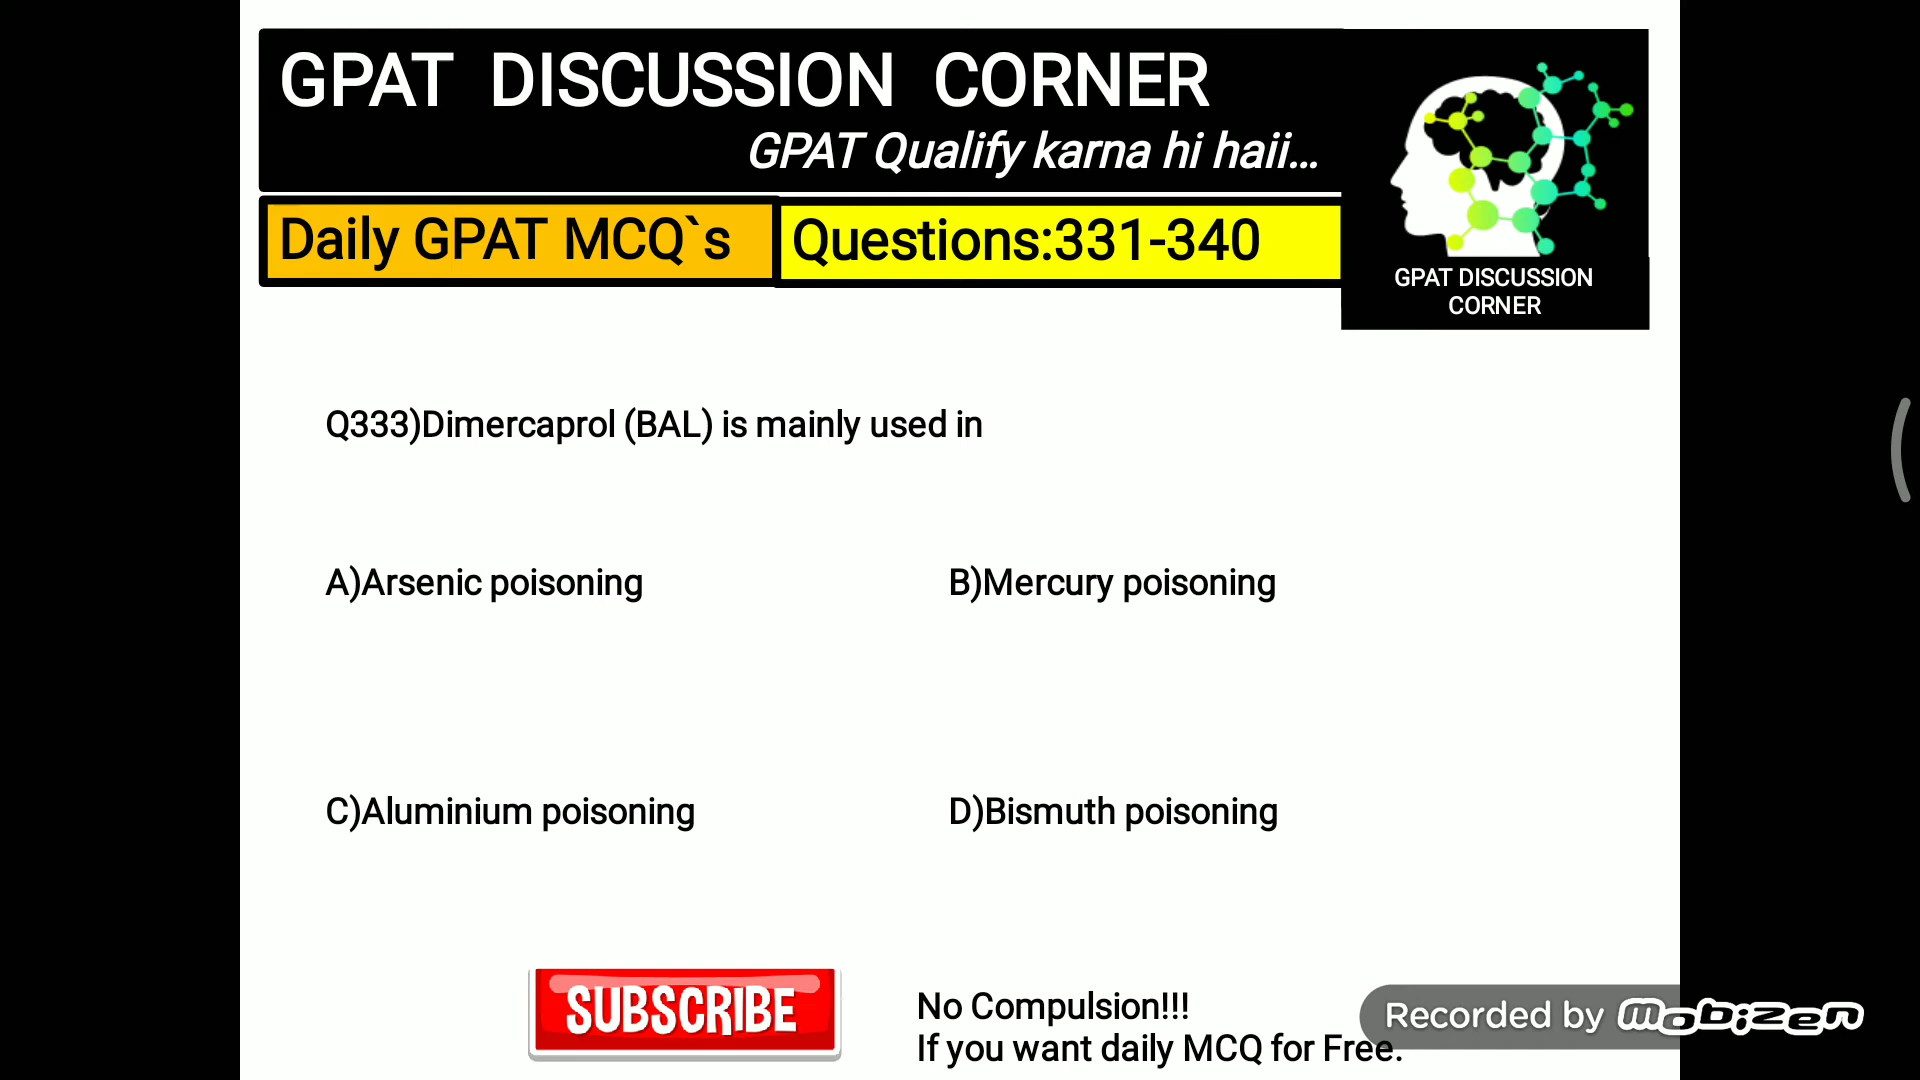 GPAT DISCUSSION CORNER
GPAT Qualify karna hi haii...
Daily GPAT MCQ`s
Questions:331-340
GPAT DISCUSSION
CORNER
Q333)Dimercaprol (BAL) is mainly used in
A)Arsenic poisoning
B)Mercury poisoning
C)Aluminium poisoning
D)Bismuth poisoning
SUBSCRIBE
No Compulsion!!!
If you want daily MCQ for Free.
Recorded by mobizen